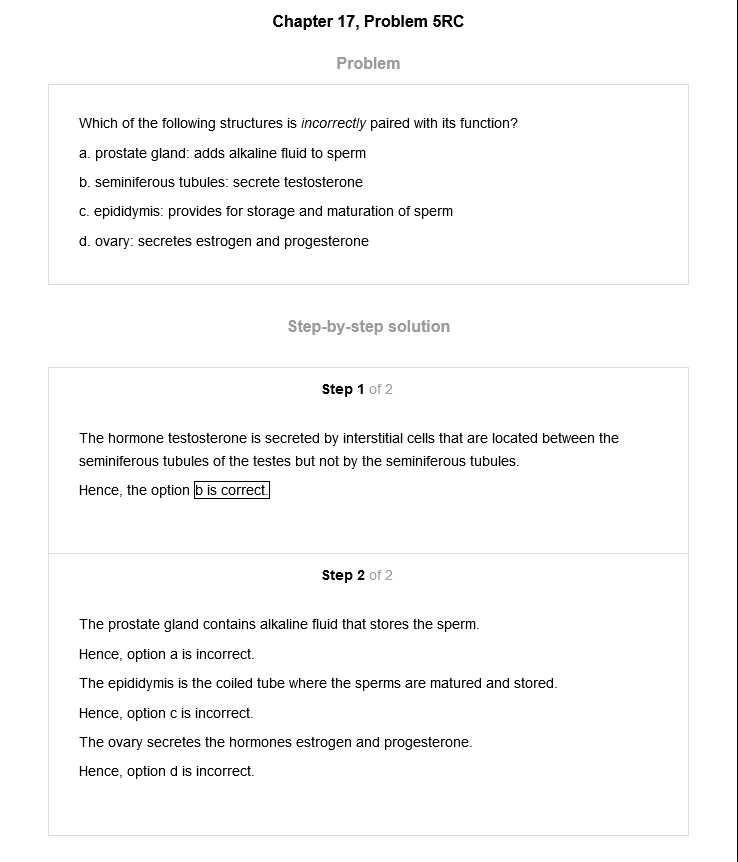 Chapter 17, Problem 5RC
Problem
Which of the following structures is incorrectly paired with its function?
a. prostate gland: adds alkaline fluid to sperm
b. seminiferous tubules: secrete testosterone
c. epididymis: provides for storage and maturation of sperm
d. ovary: secretes estrogen and progesterone
Step-by-step solution
Step 1 of 2
The hormone testosterone is secreted by interstitial cells that are located between the
seminiferous tubules of the testes but not by the seminiferous tubules.
Hence, the option b is correct.
Step 2 of 2
The prostate gland contains alkaline fluid that stores the sperm.
Hence, option a is incorrect.
The epididymis is the coiled tube where the sperms are matured and stored.
Hence, option c is incorrect.
The ovary secretes the hormones estrogen and progesterone.
Hence, option d is incorrect.